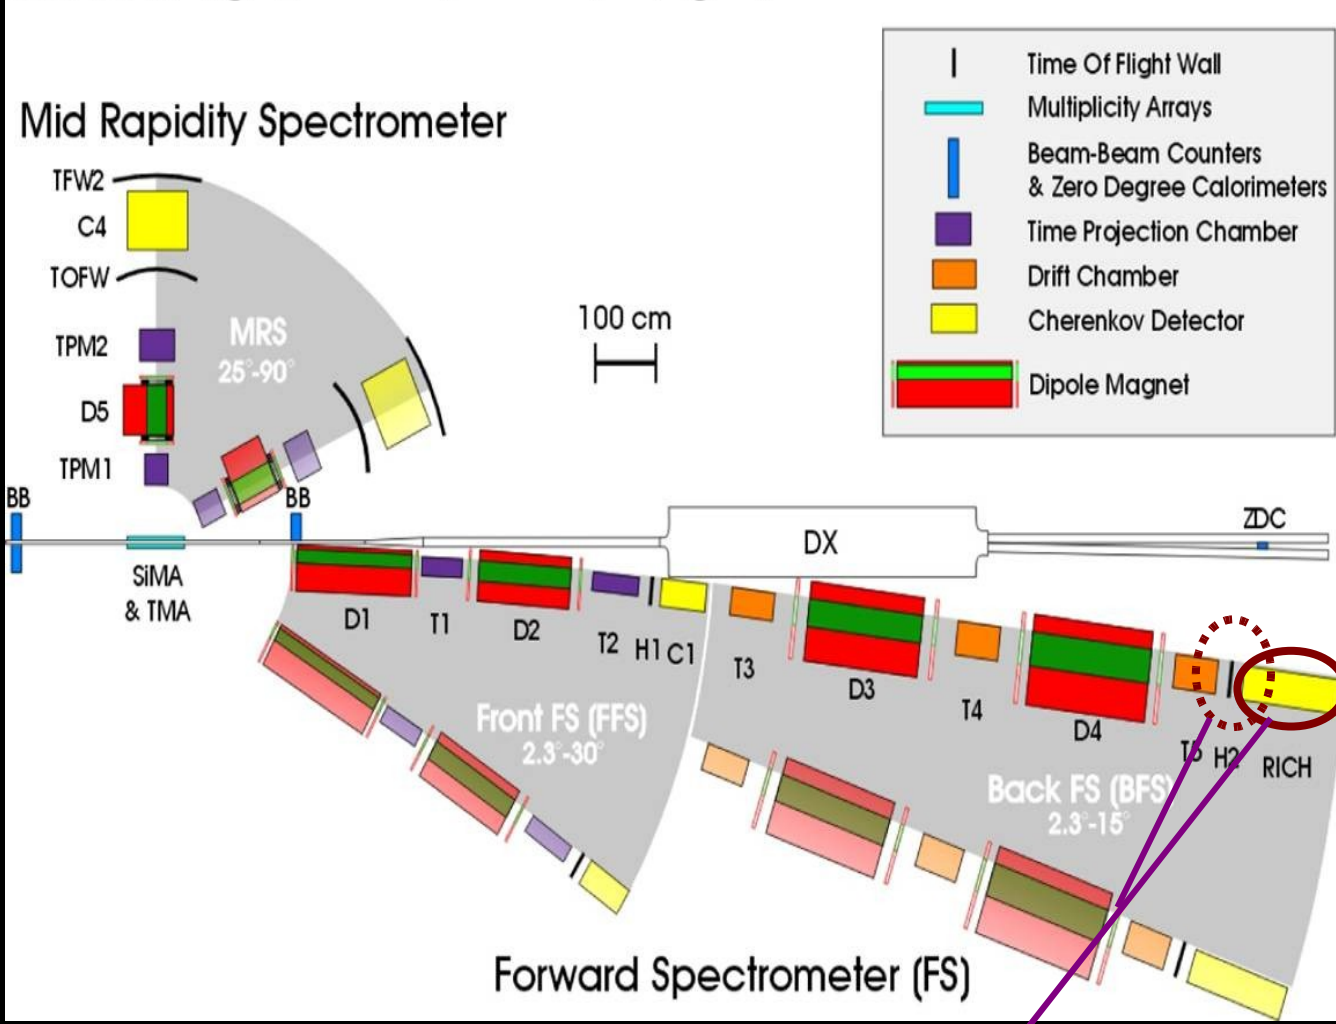 Time Of Flight Wall
Multiplicity Arrays
Beam-Beam Counters
& Zero Degree Calorimeters
Time Projection Chamber
Drift Chamber
Cherenkov Detector
Dipole Magnet
Mid Rapidity Spectrometer
TFW2
C4
TOFW
TPM2
D5
TPM1
MRS
25°-90°
100 cm
BB
BB
SiMA
& TMA
DX
ZDC
D1
T1
D2
T2
H1
C1
T3
D3
T4
D4
T5
H2
RICH
Front FS (FFS)
2.3°-30°
Back FS (BFS)
2.3°-15°
Forward Spectrometer (FS)